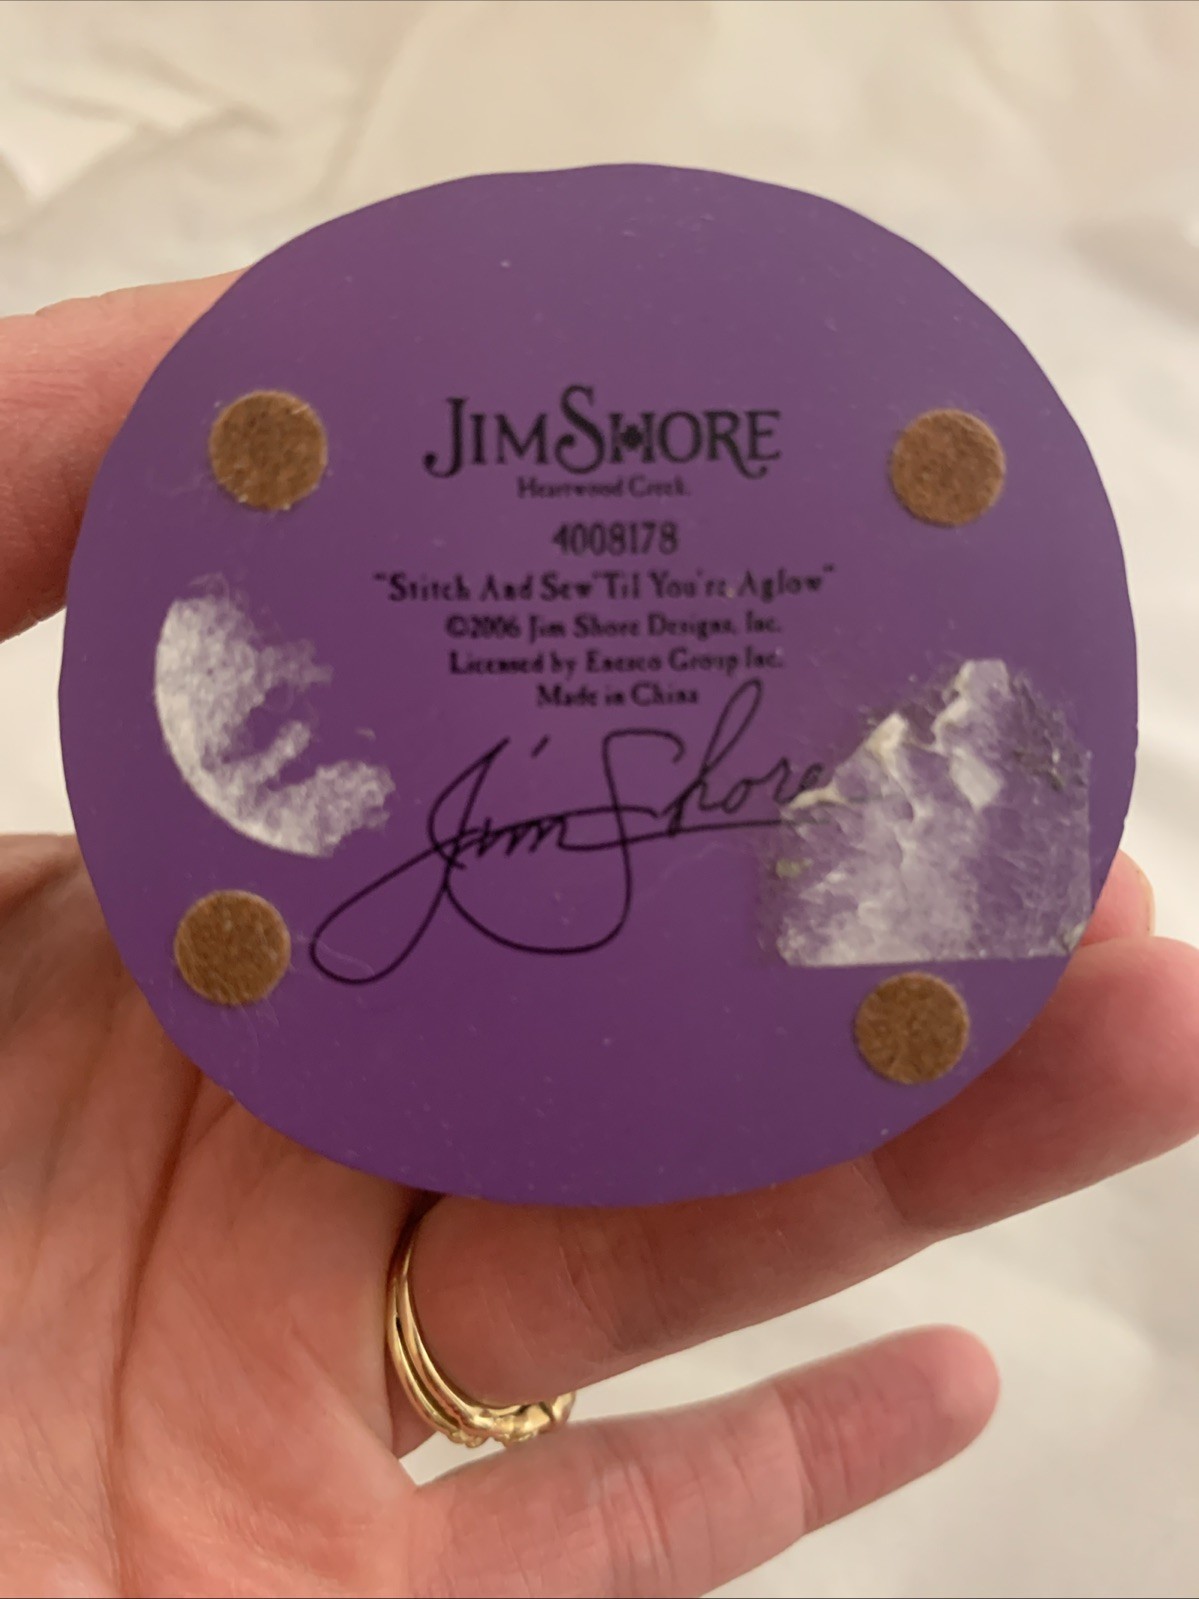 JIM SHORE
Heartwood Creek.
4008178
"Stitch And Sew 'Til You're Aglow"
©2006 Jim Shore Designs, Inc.
Licensed by Enesco Group Inc.
Made in China
Jim Shore